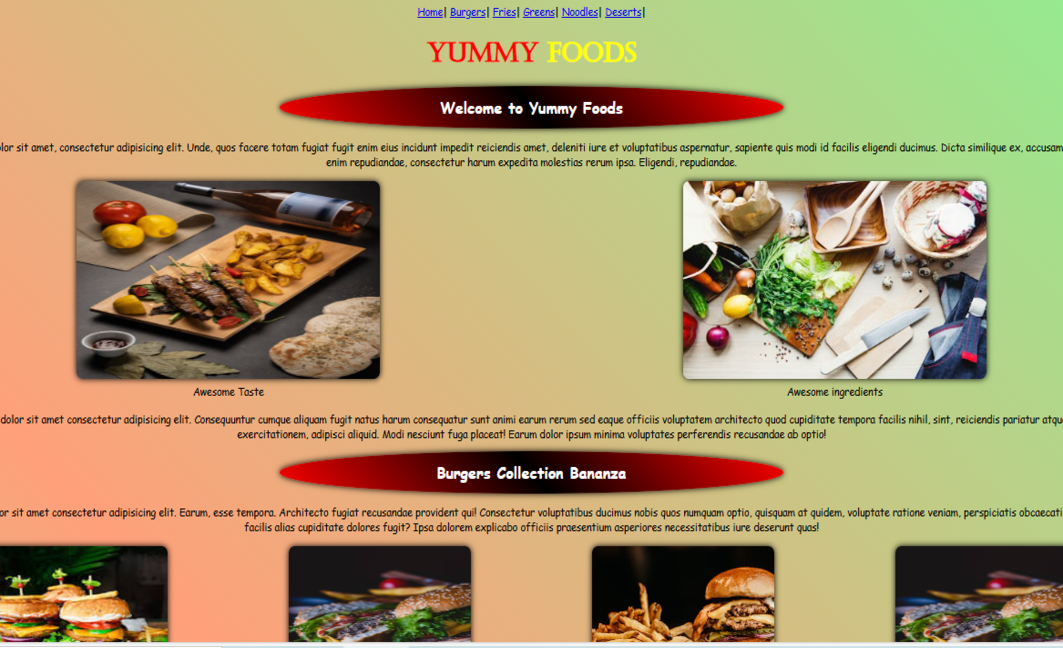 Home| Burgers| Fries| Greens| Noodles| Deserts|
YUMMY FOODS
Welcome to Yummy Foods
olor sit amet, consectetur adipisicing elit. Unde, quos facere totam fugiat fugit enim eius incidunt impedit reiciendis amet, deleniti iure et voluptatibus aspernatur, sapiente quis modi id facilis eligendi ducimus. Dicta similique ex, accusam
enim repudiandae, consectetur harum expedita molestias rerum ipsa. Eligendi, repudiandae.
Awesome Taste
Awesome ingredients
dolor sit amet consectetur adipisicing elit. Consequuntur cumque aliquam fugit natus harum consequatur sunt animi earum rerum sed eaque officiis voluptatem architecto quod cupiditate tempora facilis nihil, sint, reiciendis pariatur atqu
exercitationem, adipisci aliquid. Modi nesciunt fuga placeat! Earum dolor ipsum minima voluptates perferendis recusandae ab optio!
Burgers Collection Bananza
or sit amet consectetur adipisicing elit. Earum, esse tempora. Architecto fugiat recusandae provident qui! Consectetur voluptatibus ducimus nobis quos numquam optio, quisquam at quidem, voluptate ratione veniam, perspiciatis obcaecati
facilis alias cupiditate dolores fugit? Ipsa dolorem explicabo officiis praesentium asperiores necessitatibus iure deserunt quas!